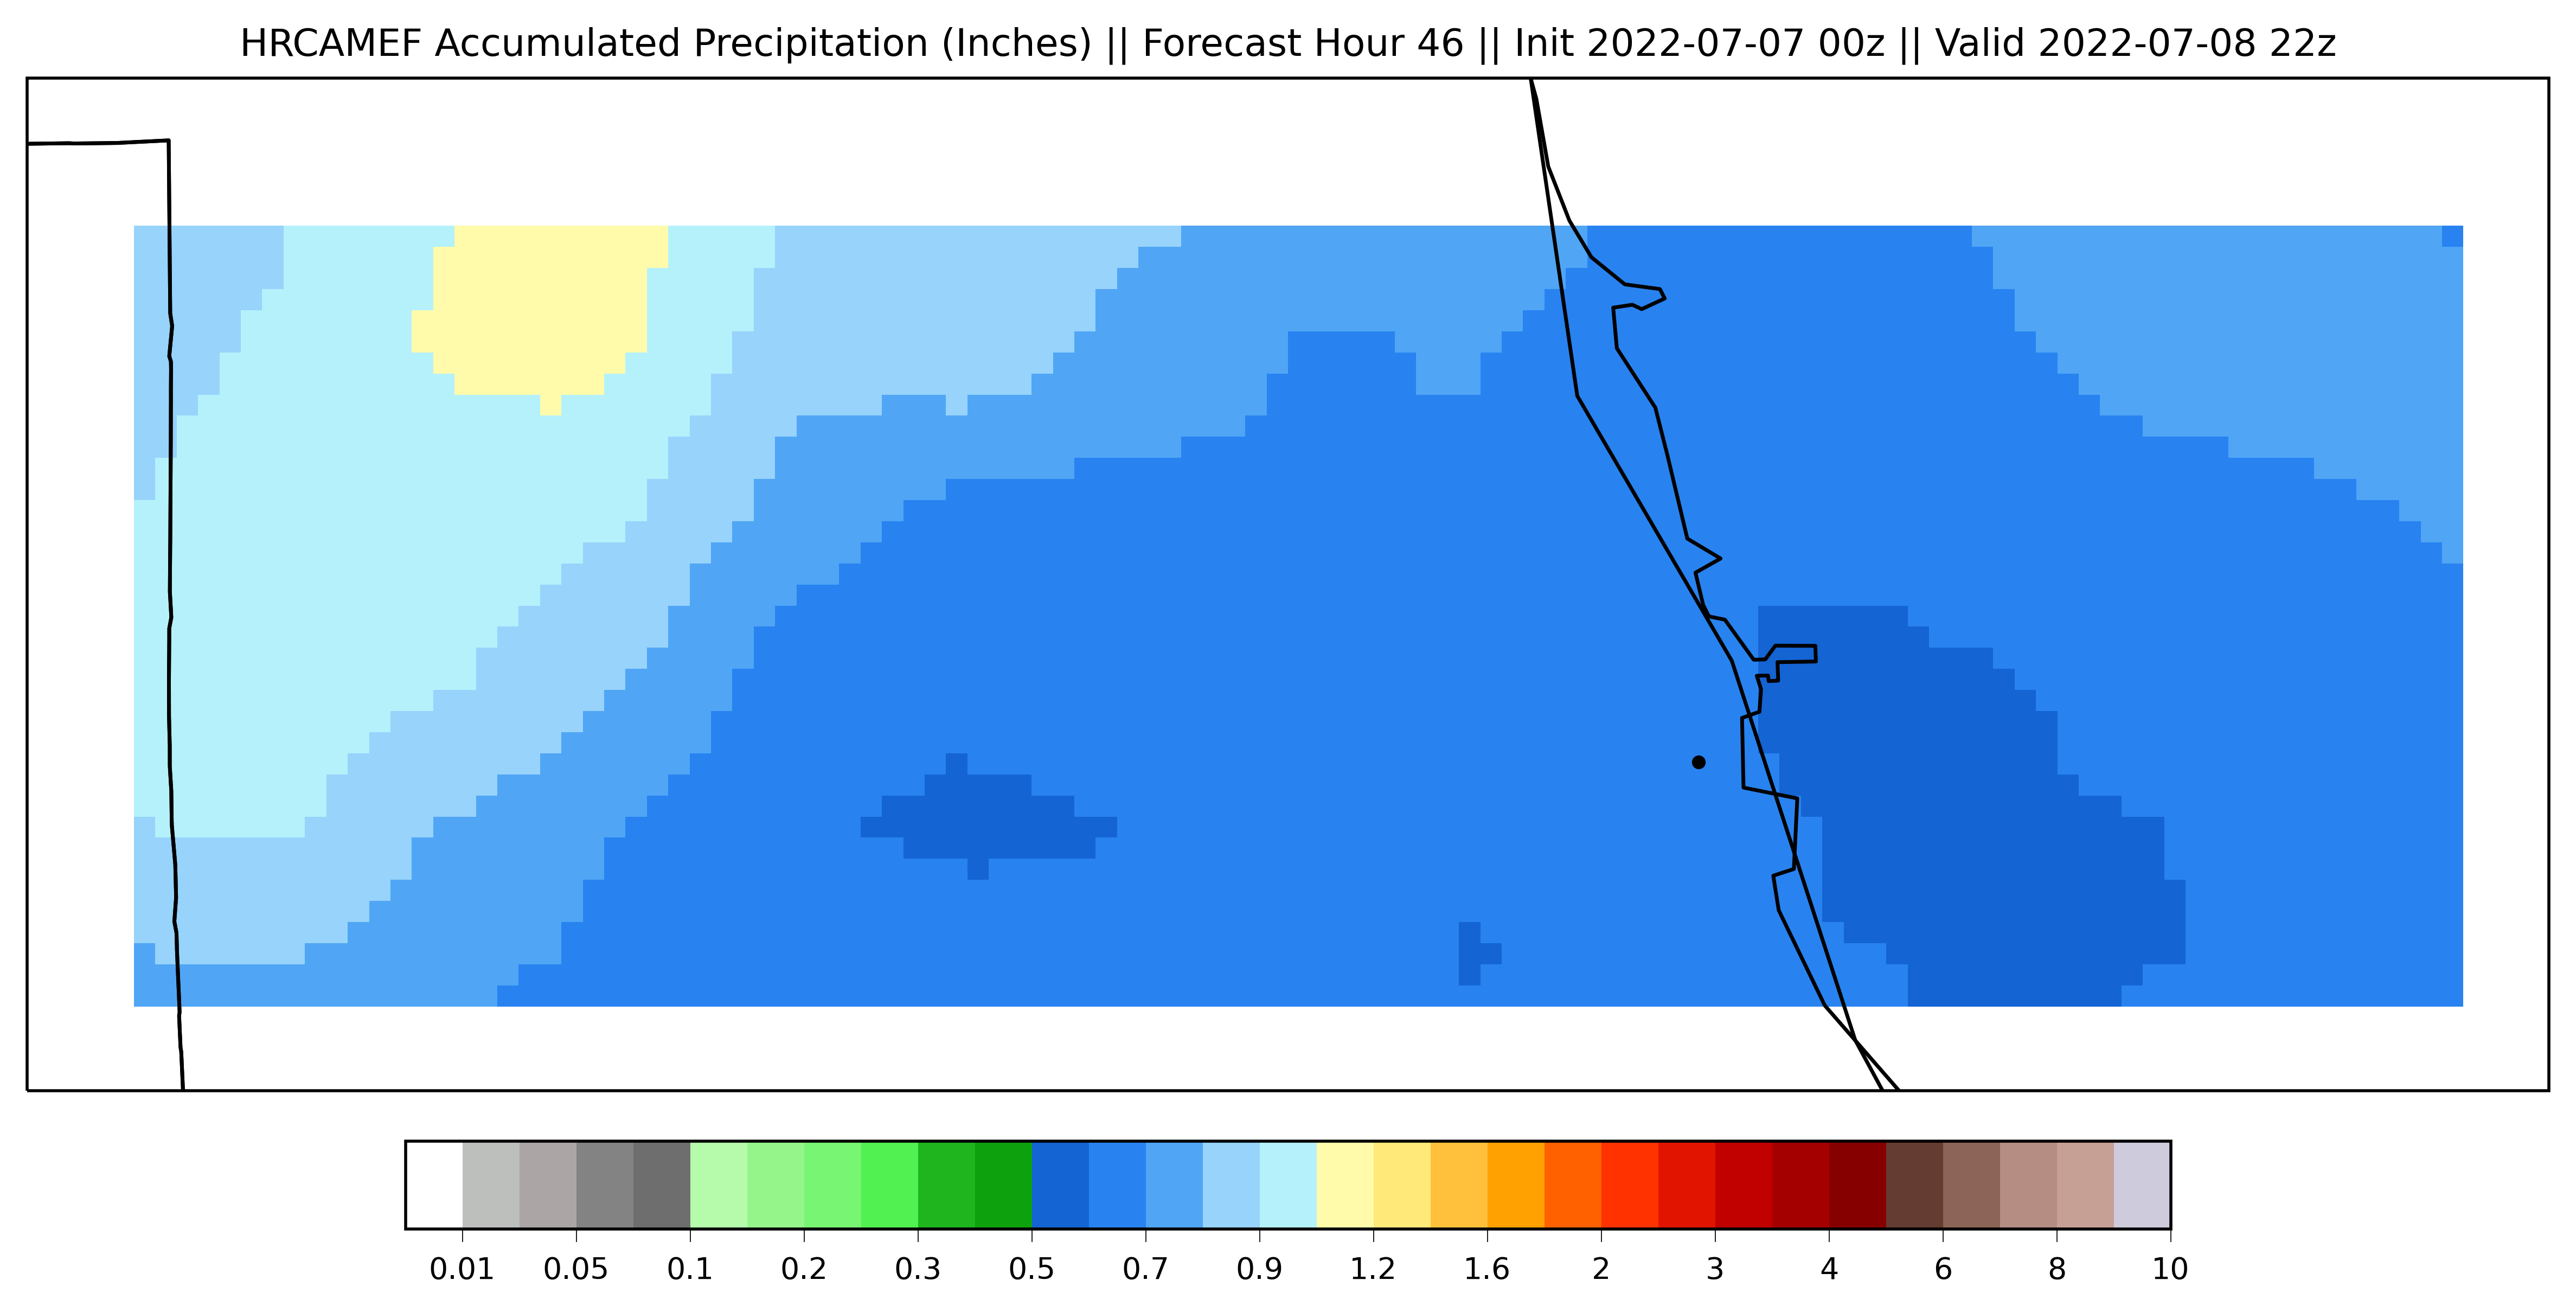 HRCAMEF Accumulated Precipitation (Inches) || Forecast Hour 46 || Init 2022-07-07 00z || Valid 2022-07-08 22z
0.01 0.05 0.1 0.2 0.3 0.5 0.7 0.9 1.2 1.6 2 3 4 6 8 10